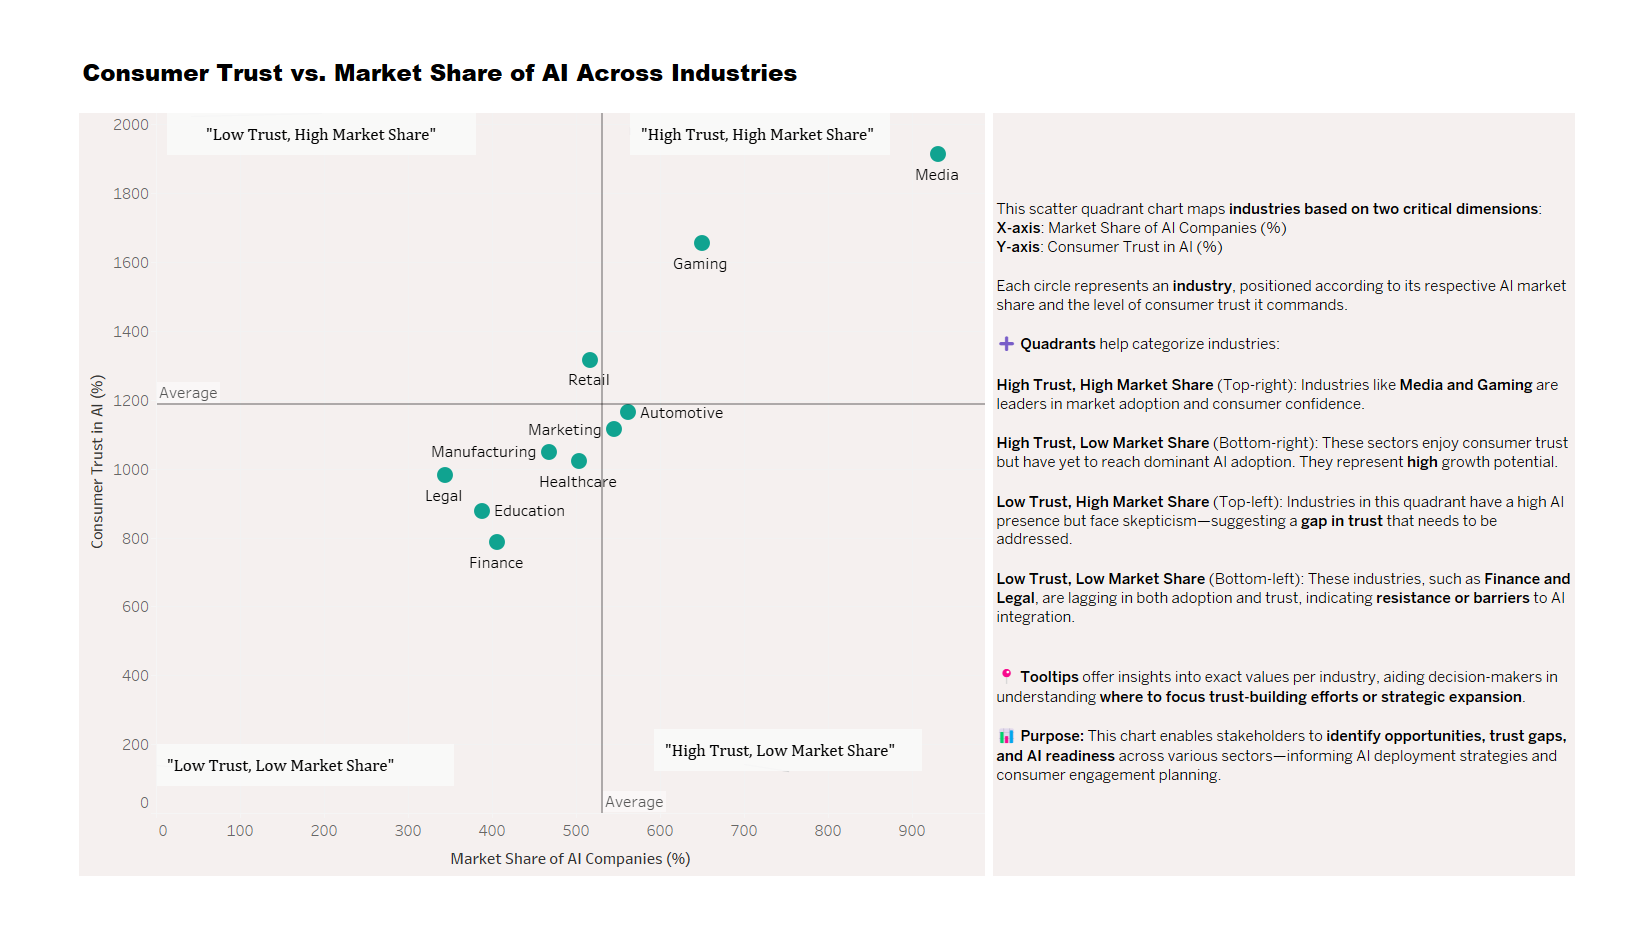 Consumer Trust vs. Market Share of AI Across Industries
2000
1800
1600
1400
1200
1000
800
600
400
200
0
Consumer Trust in AI (%)
"Low Trust, High Market Share"
"High Trust, High Market Share"
Media
Gaming
Retail
Average
Automotive
Marketing
Manufacturing
Healthcare
Legal
Education
Finance
"High Trust, Low Market Share"
"Low Trust, Low Market Share"
Average
0 100 200 300 400 500 600 700 800 900
Market Share of AI Companies (%)
This scatter quadrant chart maps industries based on two critical dimensions:
X-axis: Market Share of AI Companies (%)
Y-axis: Consumer Trust in AI (%)
Each circle represents an industry, positioned according to its respective AI market
share and the level of consumer trust it commands.
➕ Quadrants help categorize industries:
High Trust, High Market Share (Top-right): Industries like Media and Gaming are
leaders in market adoption and consumer confidence.
High Trust, Low Market Share (Bottom-right): These sectors enjoy consumer trust
but have yet to reach dominant AI adoption. They represent high growth potential.
Low Trust, High Market Share (Top-left): Industries in this quadrant have a high AI
presence but face skepticism—suggesting a gap in trust that needs to be
addressed.
Low Trust, Low Market Share (Bottom-left): These industries, such as Finance and
Legal, are lagging in both adoption and trust, indicating resistance or barriers to AI
integration.
📍 Tooltips offer insights into exact values per industry, aiding decision-makers in
understanding where to focus trust-building efforts or strategic expansion.
📊 Purpose: This chart enables stakeholders to identify opportunities, trust gaps,
and AI readiness across various sectors—informing AI deployment strategies and
consumer engagement planning.